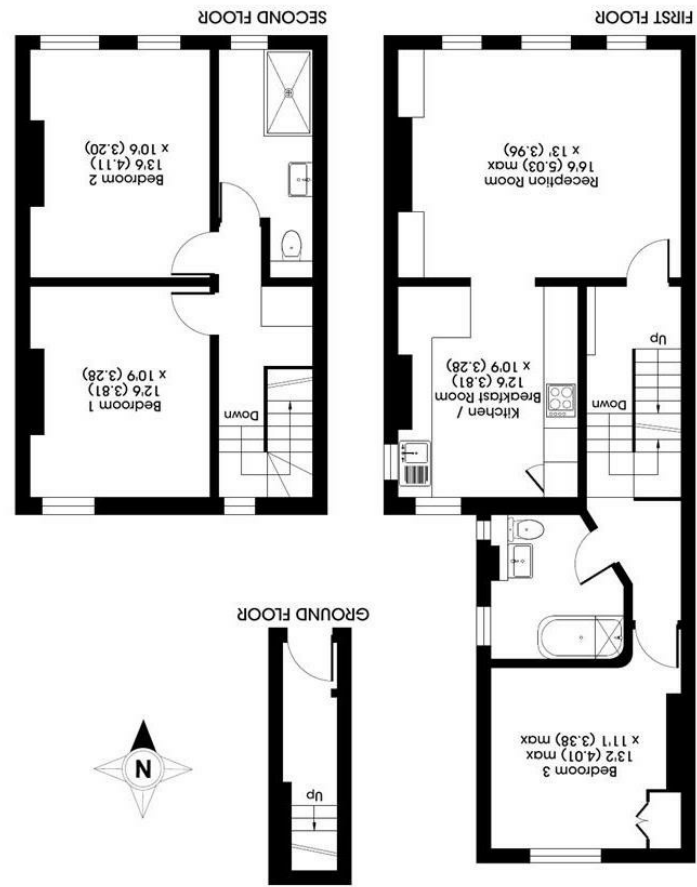 GROUND FLOOR
Up
N
FIRST FLOOR
Bedroom 3
13'2 (4.01) max
x 11'1 (3.38) max
Kitchen /
Breakfast Room
12'6 (3.81)
x 10'9 (3.28)
Down
Up
Reception Room
16'6 (5.03) max
x 13' (3.96)
SECOND FLOOR
Bedroom 1
12'6 (3.81)
x 10'9 (3.28)
Down
Bedroom 2
13'6 (4.11)
x 10'6 (3.20)